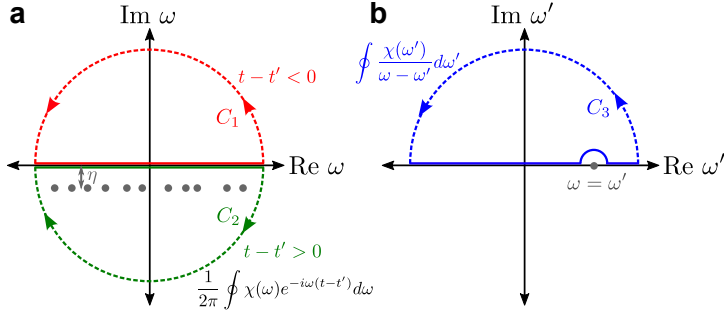 a
Im ω
t − t′ < 0
C₁
Re ω
η
C₂
t − t′ > 0
1/2π ∮ χ(ω)e^{−iω(t−t′)}dω
b
Im ω′
∮ χ(ω′)/(ω − ω′) dω′
C₃
Re ω′
ω = ω′